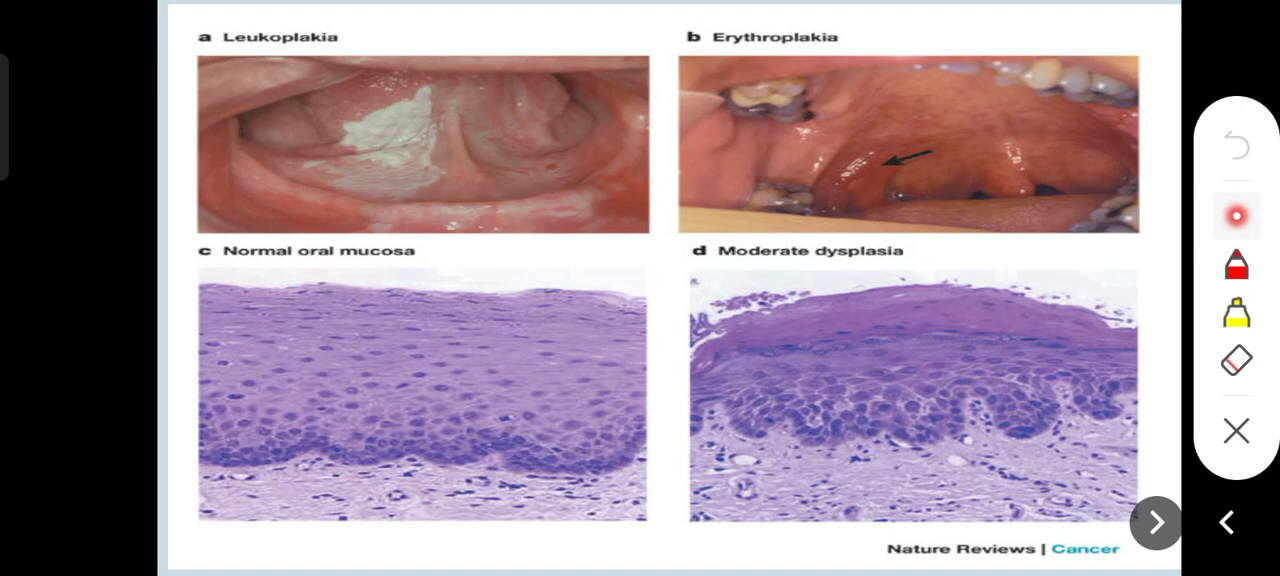 a Leukoplakia
b Erythroplakia
c Normal oral mucosa
d Moderate dysplasia
Nature Reviews | Cancer